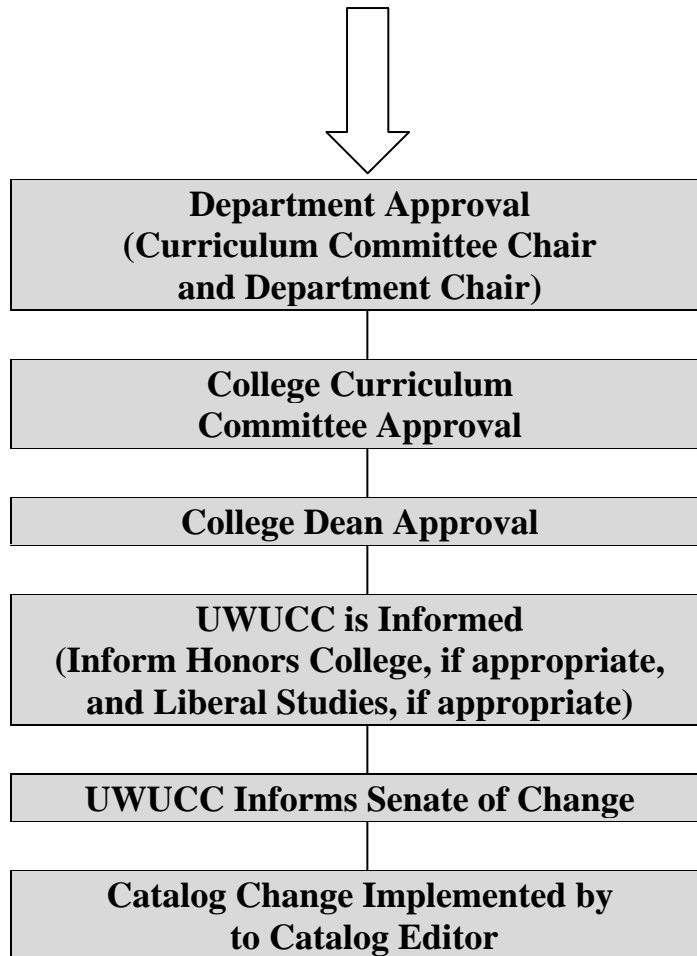 Department Approval
(Curriculum Committee Chair
and Department Chair)
College Curriculum
Committee Approval
College Dean Approval
UWUCC is Informed
(Inform Honors College, if appropriate,
and Liberal Studies, if appropriate)
UWUCC Informs Senate of Change
Catalog Change Implemented by
to Catalog Editor